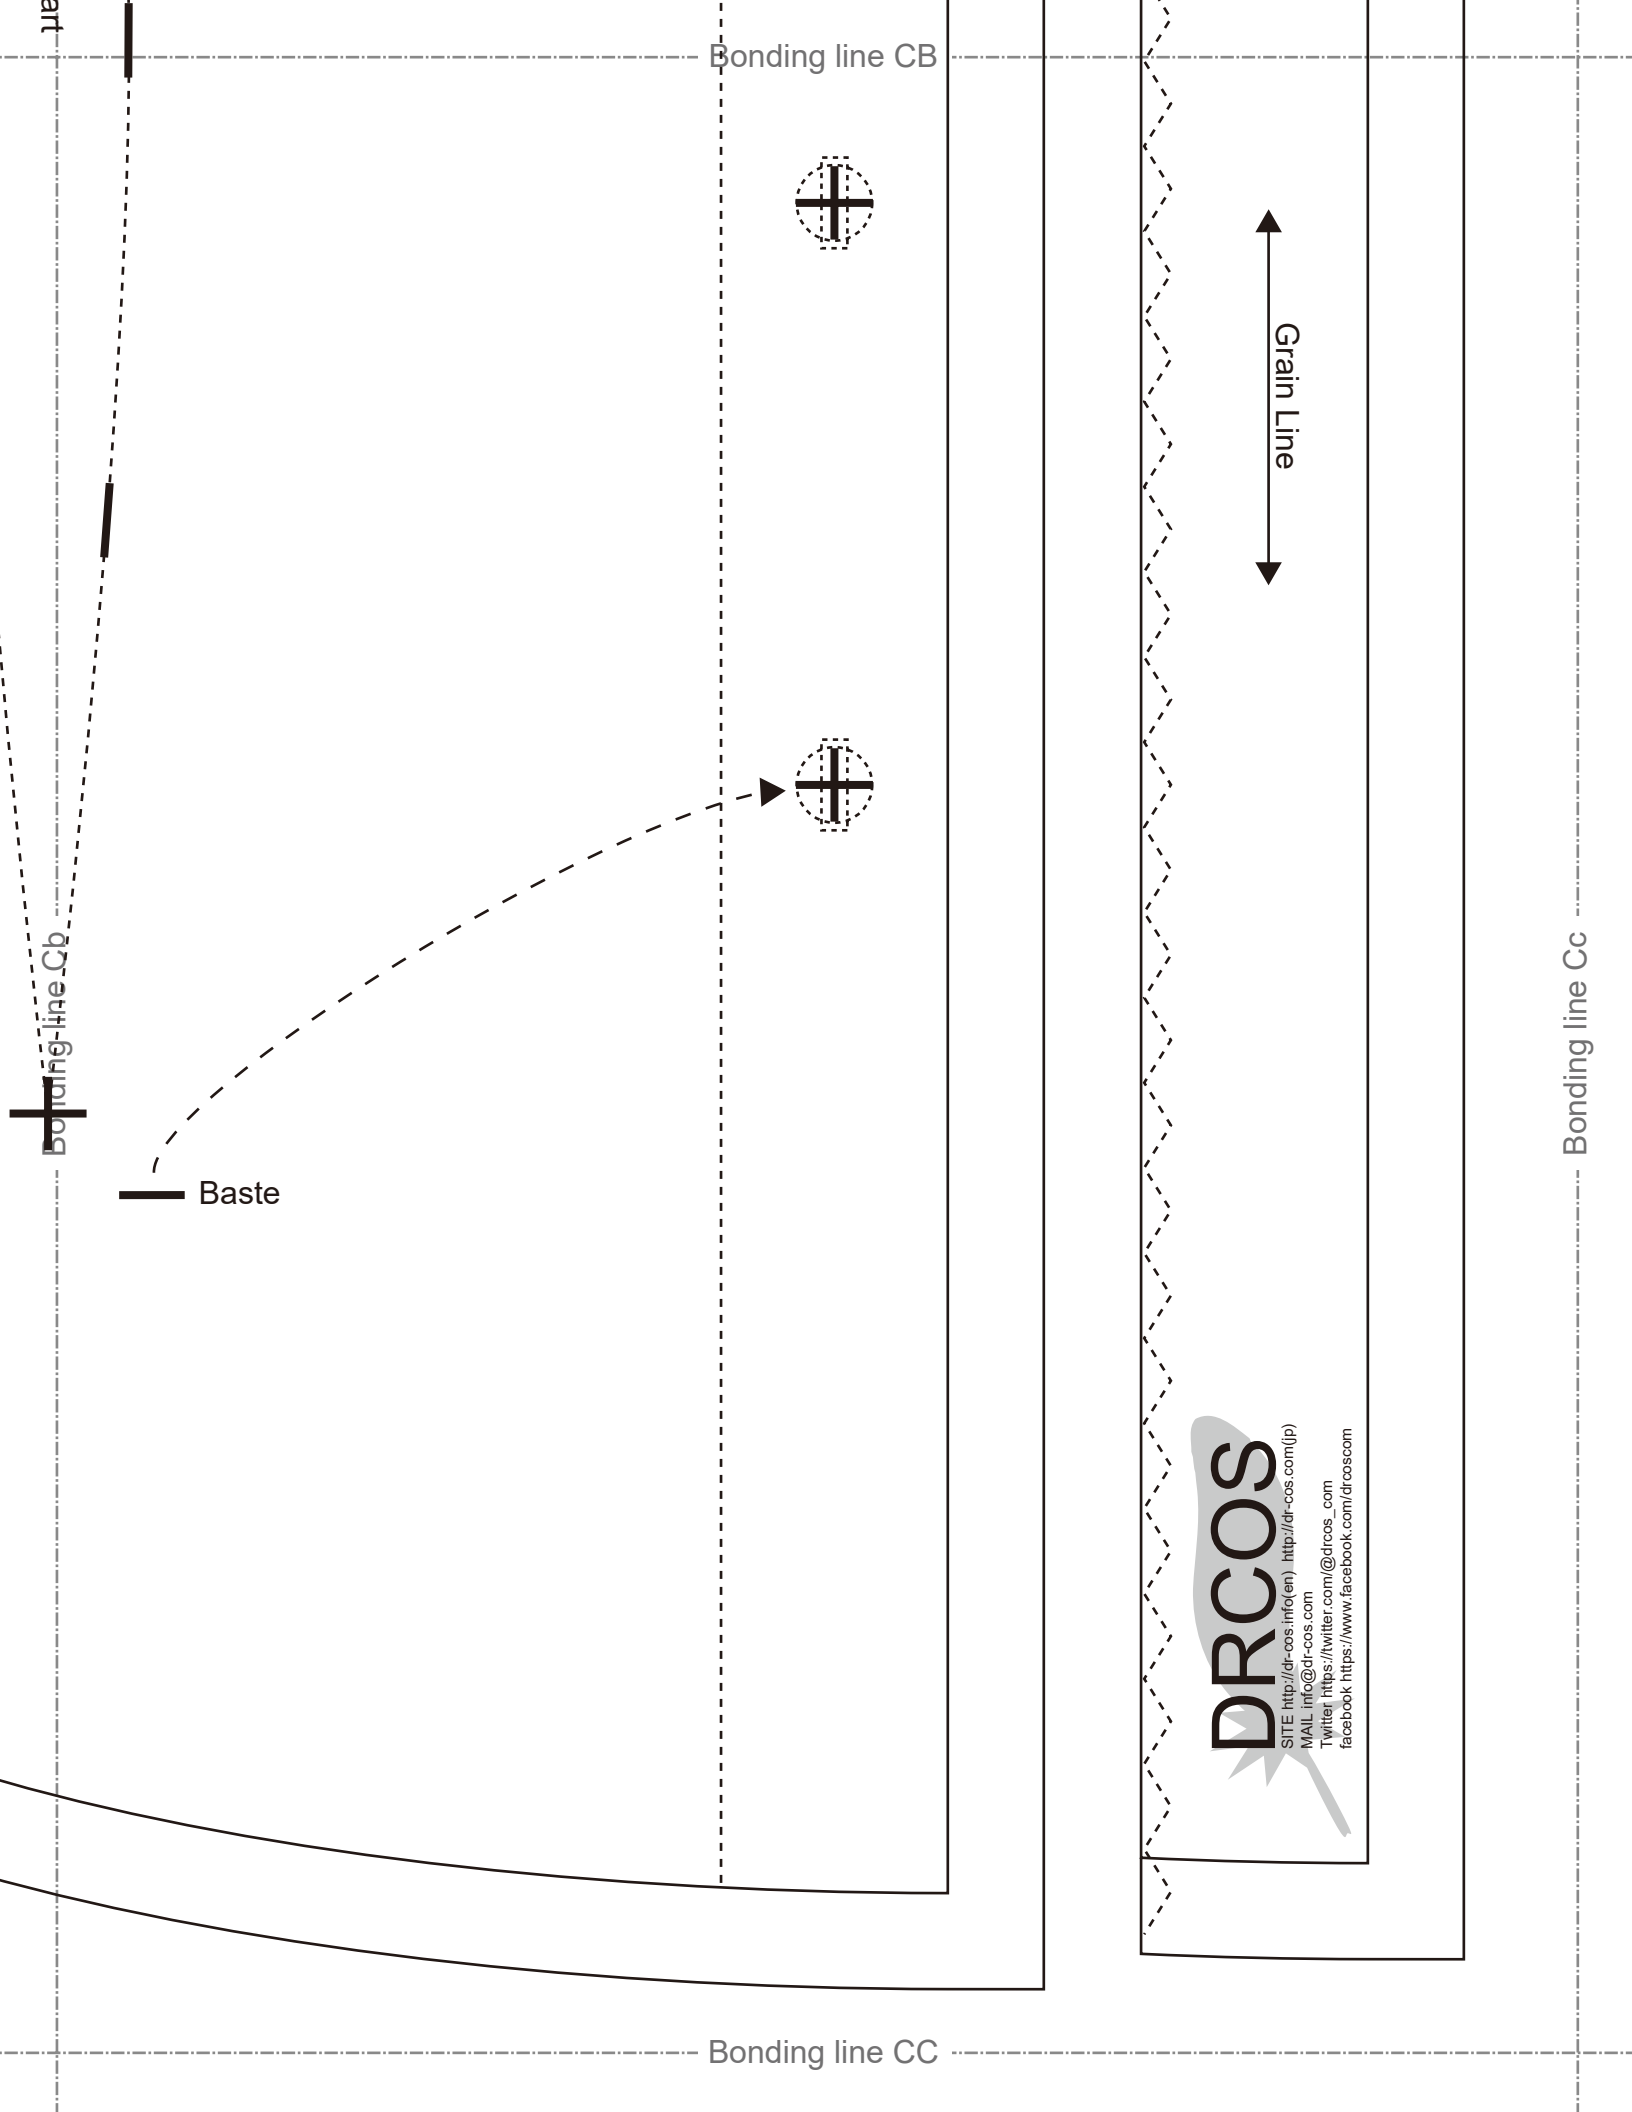 art
Bonding line CB
Grain Line
Bonding line Cb
Bonding line Cc
Baste
DRCOS
SITE http://dr-cos.info(en)  http://dr-cos.com(jp)
MAIL info@dr-cos.com
Twitter https://twitter.com/@drcos_com
facebook https://www.facebook.com/drcoscom
Bonding line CC